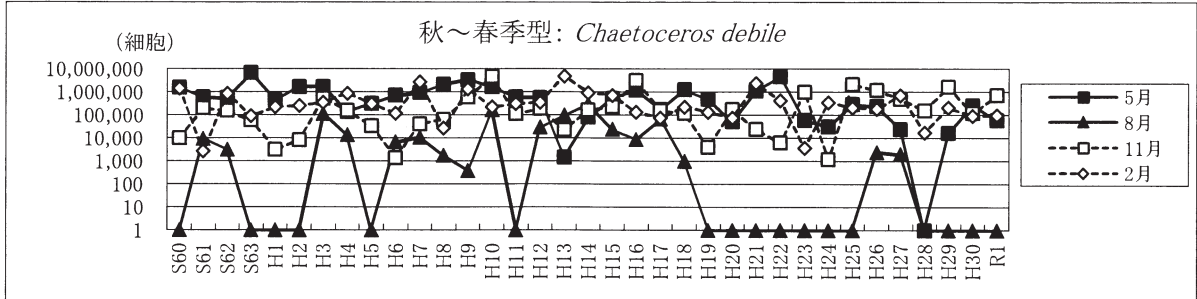 秋～春季型: Chaetoceros debile
(細胞)
10,000,000
1,000,000
100,000
10,000
1,000
100
10
1
S60 S61 S62 S63 H1 H2 H3 H4 H5 H6 H7 H8 H9 H10 H11 H12 H13 H14 H15 H16 H17 H18 H19 H20 H21 H22 H23 H24 H25 H26 H27 H28 H29 H30 R1
5月
8月
11月
2月